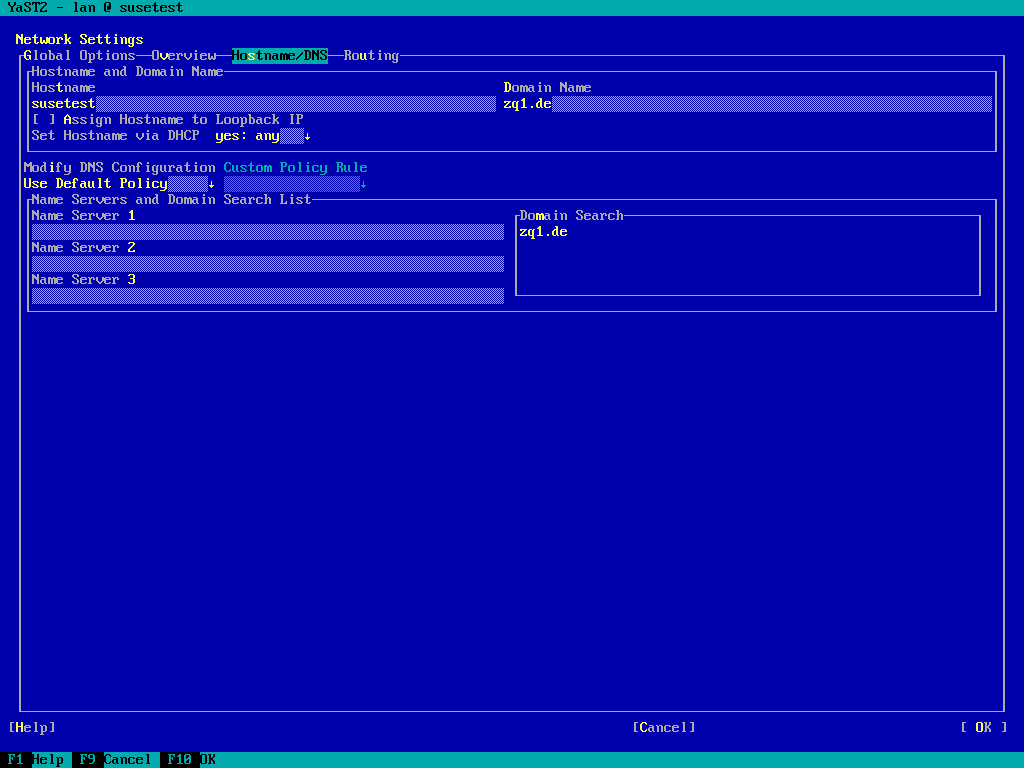 YaST2 - lan @ susetest
Network Settings
Global Options Overview Hostname/DNS Routing
Hostname and Domain Name
Hostname Domain Name
susetest zq1.de
[ ] Assign Hostname to Loopback IP
Set Hostname via DHCP yes: any↓
Modify DNS Configuration Custom Policy Rule
Use Default Policy ↓ ↓
Name Servers and Domain Search List
Name Server 1 Domain Search
zq1.de
Name Server 2
Name Server 3
[Help] [Cancel] [ OK ]
F1 Help F9 Cancel F10 OK